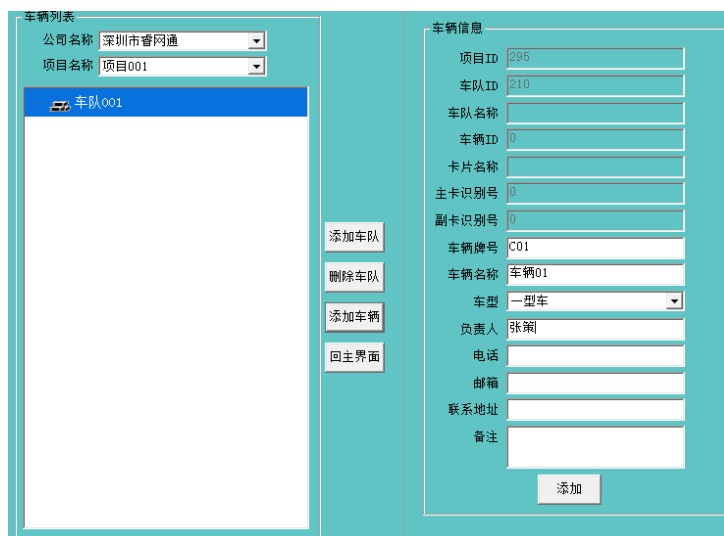 车辆列表
公司名称 深圳市睿网通
项目名称 项目001
车队001
添加车队
删除车队
添加车辆
回主界面
车辆信息
项目ID 295
车队ID 210
车队名称
车辆ID 0
卡片名称
主卡识别号 0
副卡识别号 0
车辆牌号 C01
车辆名称 车辆01
车型 一型车
负责人 张策
电话
邮箱
联系地址
备注
添加